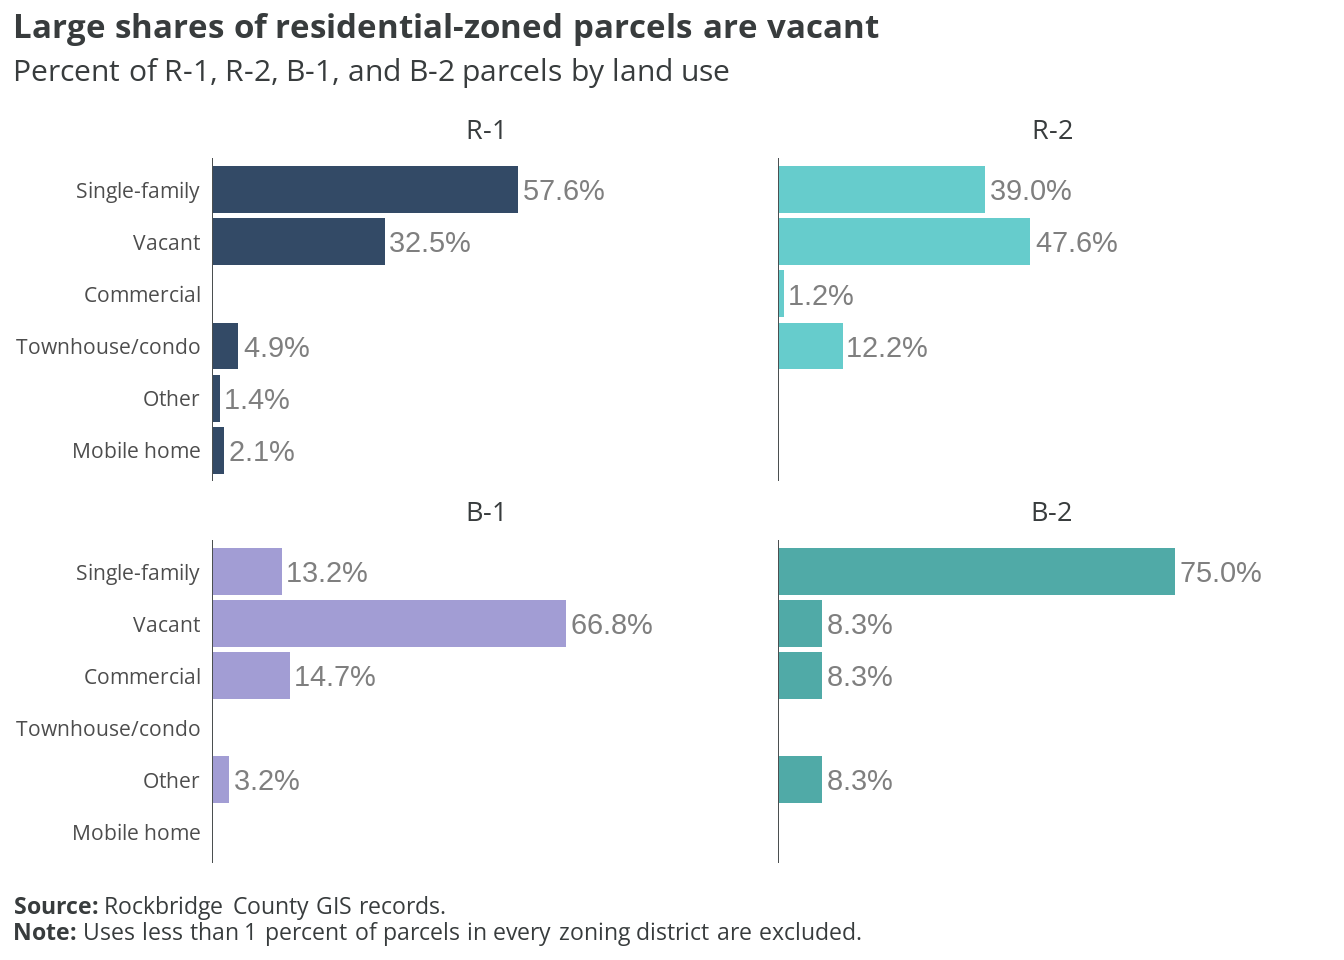 Large shares of residential-zoned parcels are vacant
Percent of R-1, R-2, B-1, and B-2 parcels by land use
R-1
R-2
Single-family 57.6% 39.0%
Vacant 32.5% 47.6%
Commercial 1.2%
Townhouse/condo 4.9% 12.2%
Other 1.4%
Mobile home 2.1%
B-1
B-2
Single-family 13.2% 75.0%
Vacant 66.8% 8.3%
Commercial 14.7% 8.3%
Townhouse/condo
Other 3.2% 8.3%
Mobile home
Source: Rockbridge County GIS records.
Note: Uses less than 1 percent of parcels in every zoning district are excluded.